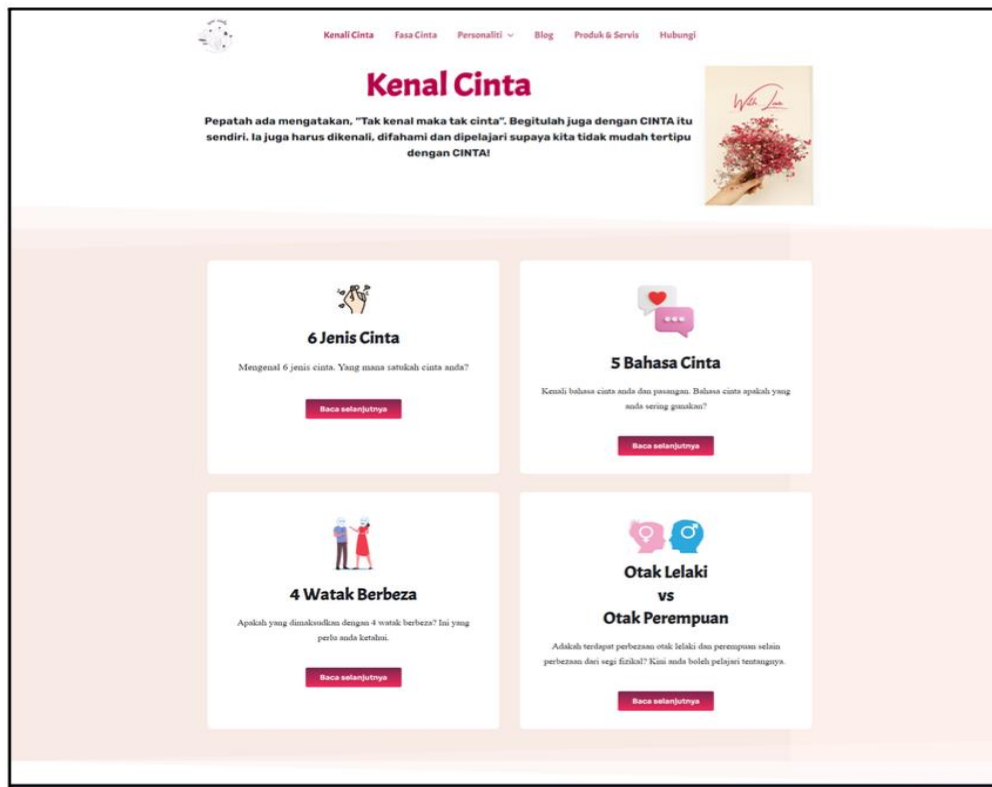 Kenali Cinta Fasa Cinta Personaliti Blog Produk & Servis Hubungi
Kenal Cinta
Pepatah ada mengatakan, "Tak kenal maka tak cinta". Begitulah juga dengan CINTA itu
sendiri. Ia juga harus dikenali, difahami dan dipelajari supaya kita tidak mudah tertipu
dengan CINTA!
With Love
6 Jenis Cinta
Mengenal 6 jenis cinta. Yang mana satukah cinta anda?
Baca selanjutnya
5 Bahasa Cinta
Kenali bahasa cinta anda dan pasangan. Bahasa cinta apakah yang
anda sering gunakan?
Baca selanjutnya
4 Watak Berbeza
Apakah yang dimaksudkan dengan 4 watak berbeza? Ini yang
perlu anda ketahui.
Baca selanjutnya
Otak Lelaki
vs
Otak Perempuan
Adakah terdapat perbezaan otak lelaki dan perempuan selain
perbezaan dari segi fizikal? Kini anda boleh pelajari tentangnya.
Baca selanjutnya